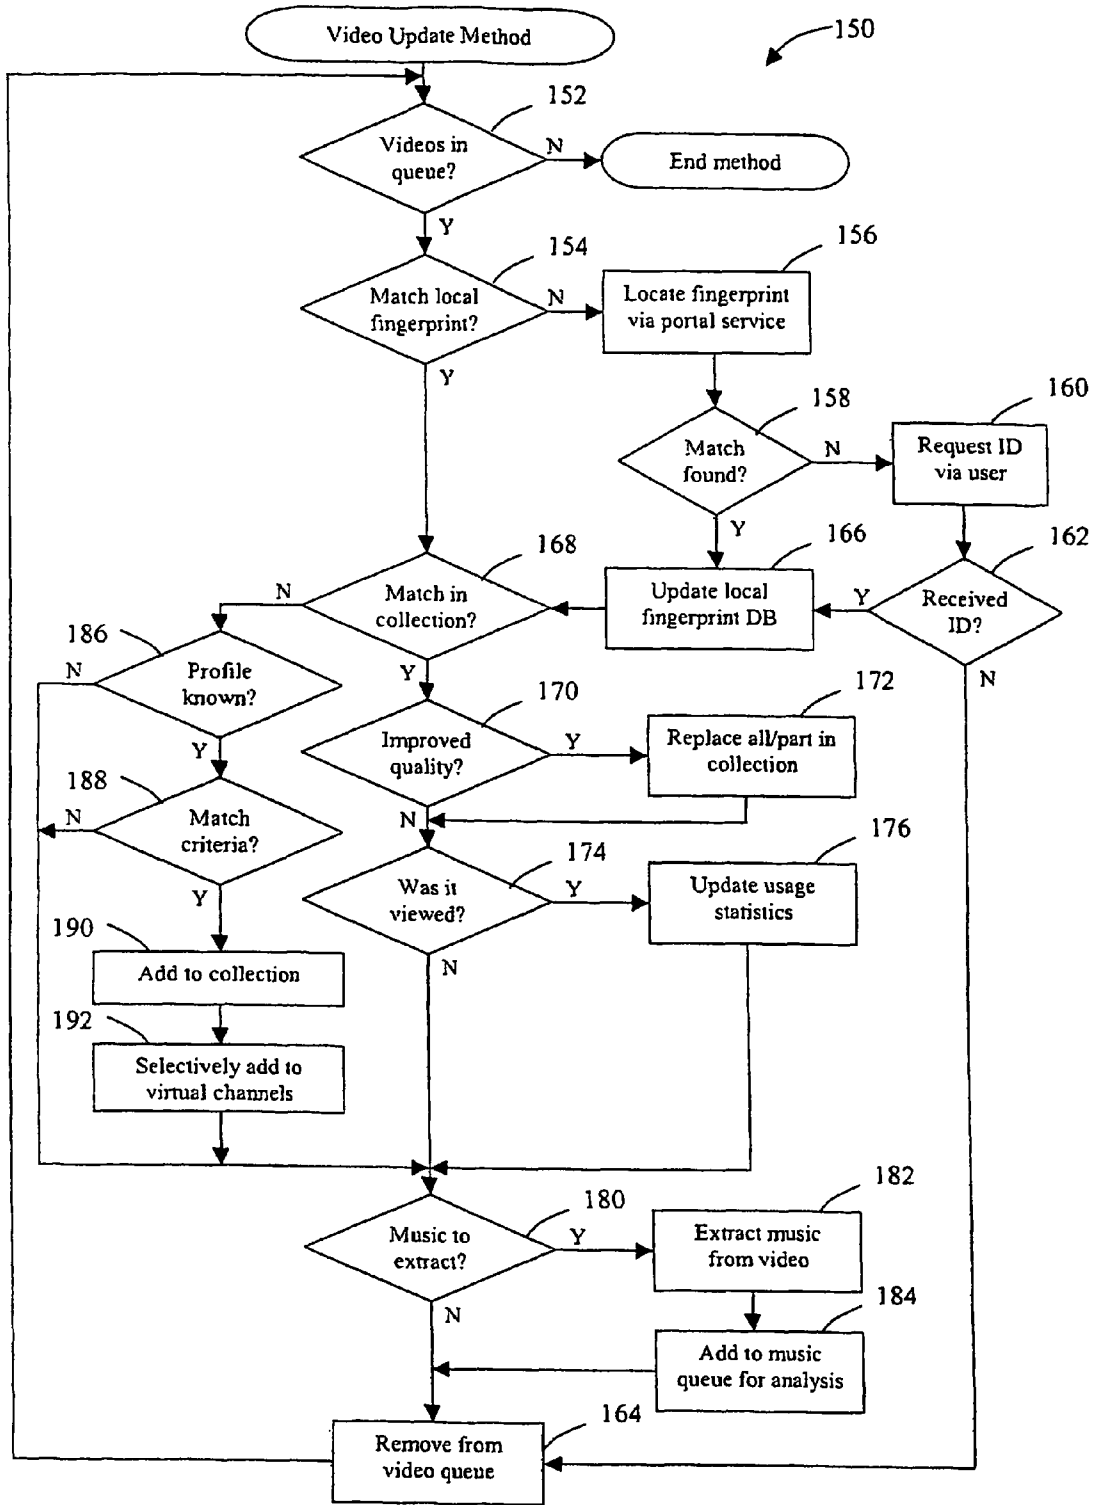 Video Update Method
150
152
Videos in
queue?
N
End method
Y
154
156
Match local
fingerprint?
N
Locate fingerprint
via portal service
Y
158
160
Match
found?
N
Request ID
via user
Y
168
166
162
N
Match in
collection?
Update local
fingerprint DB
Y
Received
ID?
186
N
Profile
known?
Y
N
170
172
Improved
quality?
Y
Replace all/part in
collection
Y
188
N
Match
criteria?
N
174
176
Was it
viewed?
Y
Update usage
statistics
Y
190
Add to collection
N
192
Selectively add to
virtual channels
180
182
Music to
extract?
Y
Extract music
from video
N
184
Add to music
queue for analysis
164
Remove from
video queue